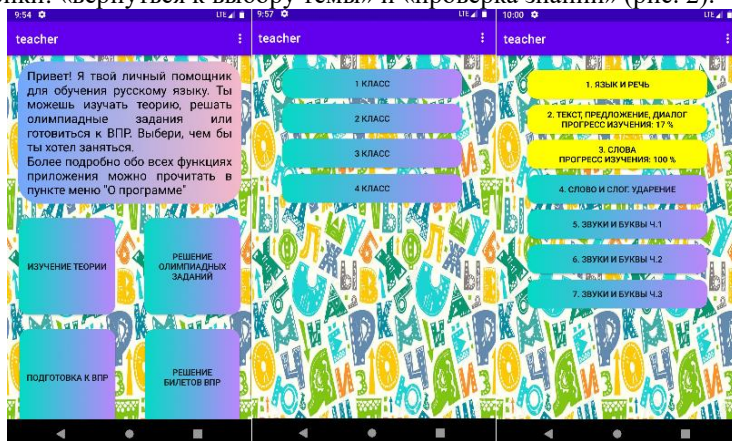 «вернуться к выбору темы» и «проверка знаний» (рис. 2).
9:54
LTE
teacher
Привет! Я твой личный помощник
для обучения русскому языку. Ты
можешь изучать теорию, решать
олимпиадные задания или
готовиться к ВПР. Выбери, чем бы
ты хотел заняться.
Более подробно обо всех функциях
приложения можно прочитать в
пункте меню "О программе"
ИЗУЧЕНИЕ ТЕОРИИ
РЕШЕНИЕ
ОЛИМПИАДНЫХ
ЗАДАНИЙ
ПОДГОТОВКА К ВПР
РЕШЕНИЕ
БИЛЕТОВ ВПР
9:57
LTE
teacher
1 КЛАСС
2 КЛАСС
3 КЛАСС
4 КЛАСС
10:00
LTE
teacher
1. ЯЗЫК И РЕЧЬ
2. ТЕКСТ, ПРЕДЛОЖЕНИЕ, ДИАЛОГ
ПРОГРЕСС ИЗУЧЕНИЯ: 17 %
3. СЛОВА
ПРОГРЕСС ИЗУЧЕНИЯ: 100 %
4. СЛОВО И СЛОГ. УДАРЕНИЕ
5. ЗВУКИ И БУКВЫ Ч.1
6. ЗВУКИ И БУКВЫ Ч.2
7. ЗВУКИ И БУКВЫ Ч.3